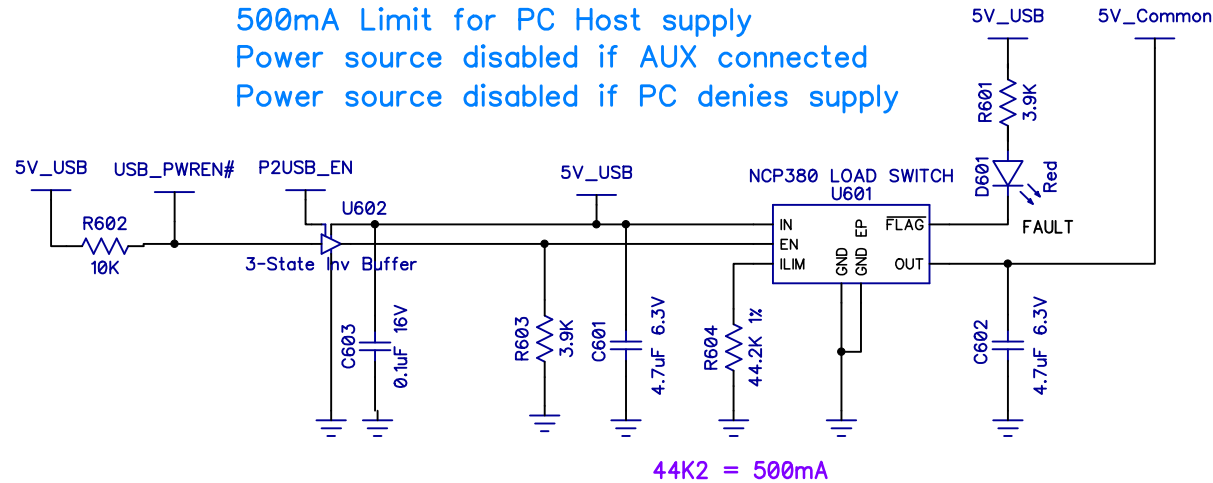 500mA Limit for PC Host supply
Power source disabled if AUX connected
Power source disabled if PC denies supply
5V_USB
5V_Common
R601
3.9K
D601
Red
FAULT
5V_USB
USB_PWREN#
P2USB_EN
5V_USB
NCP380 LOAD SWITCH
U601
R602
10K
U602
3-State Inv Buffer
IN
EN
ILIM
GND
GND
EP
FLAG
OUT
C603
0.1uF 16V
R603
3.9K
C601
4.7uF 6.3V
R604
44.2K 1%
C602
4.7uF 6.3V
44K2 = 500mA